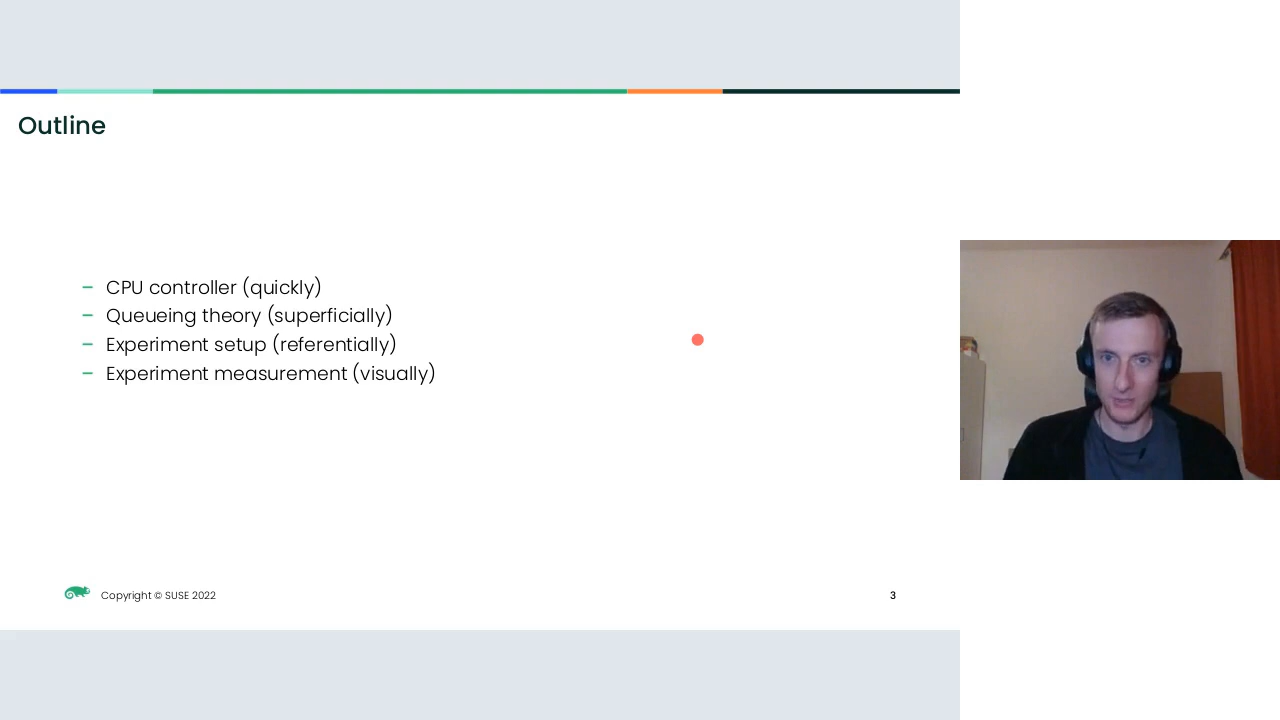 Outline
– CPU controller (quickly)
– Queueing theory (superficially)
– Experiment setup (referentially)
– Experiment measurement (visually)
Copyright © SUSE 2022
3